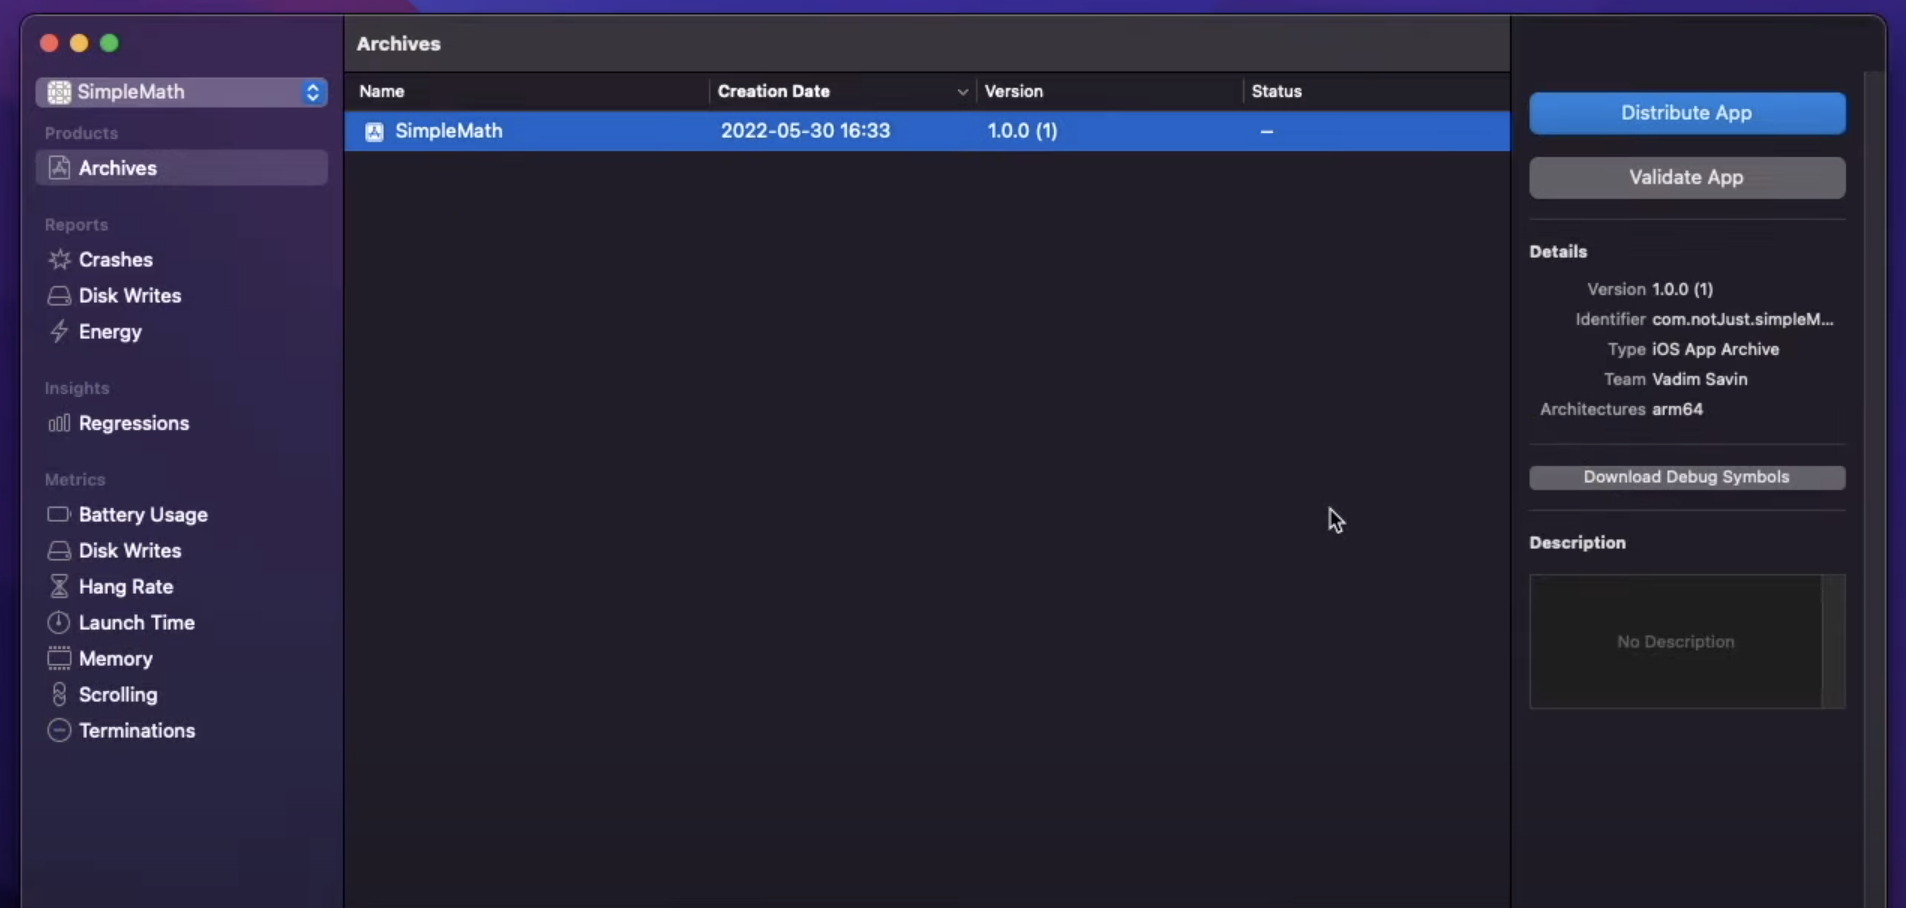 SimpleMath
Products
Archives
Reports
Crashes
Disk Writes
Energy
Insights
Regressions
Metrics
Battery Usage
Disk Writes
Hang Rate
Launch Time
Memory
Scrolling
Terminations
Archives
Name Creation Date Version Status
SimpleMath 2022-05-30 16:33 1.0.0 (1) –
Distribute App
Validate App
Details
Version 1.0.0 (1)
Identifier com.notJust.simpleM...
Type iOS App Archive
Team Vadim Savin
Architectures arm64
Download Debug Symbols
Description
No Description